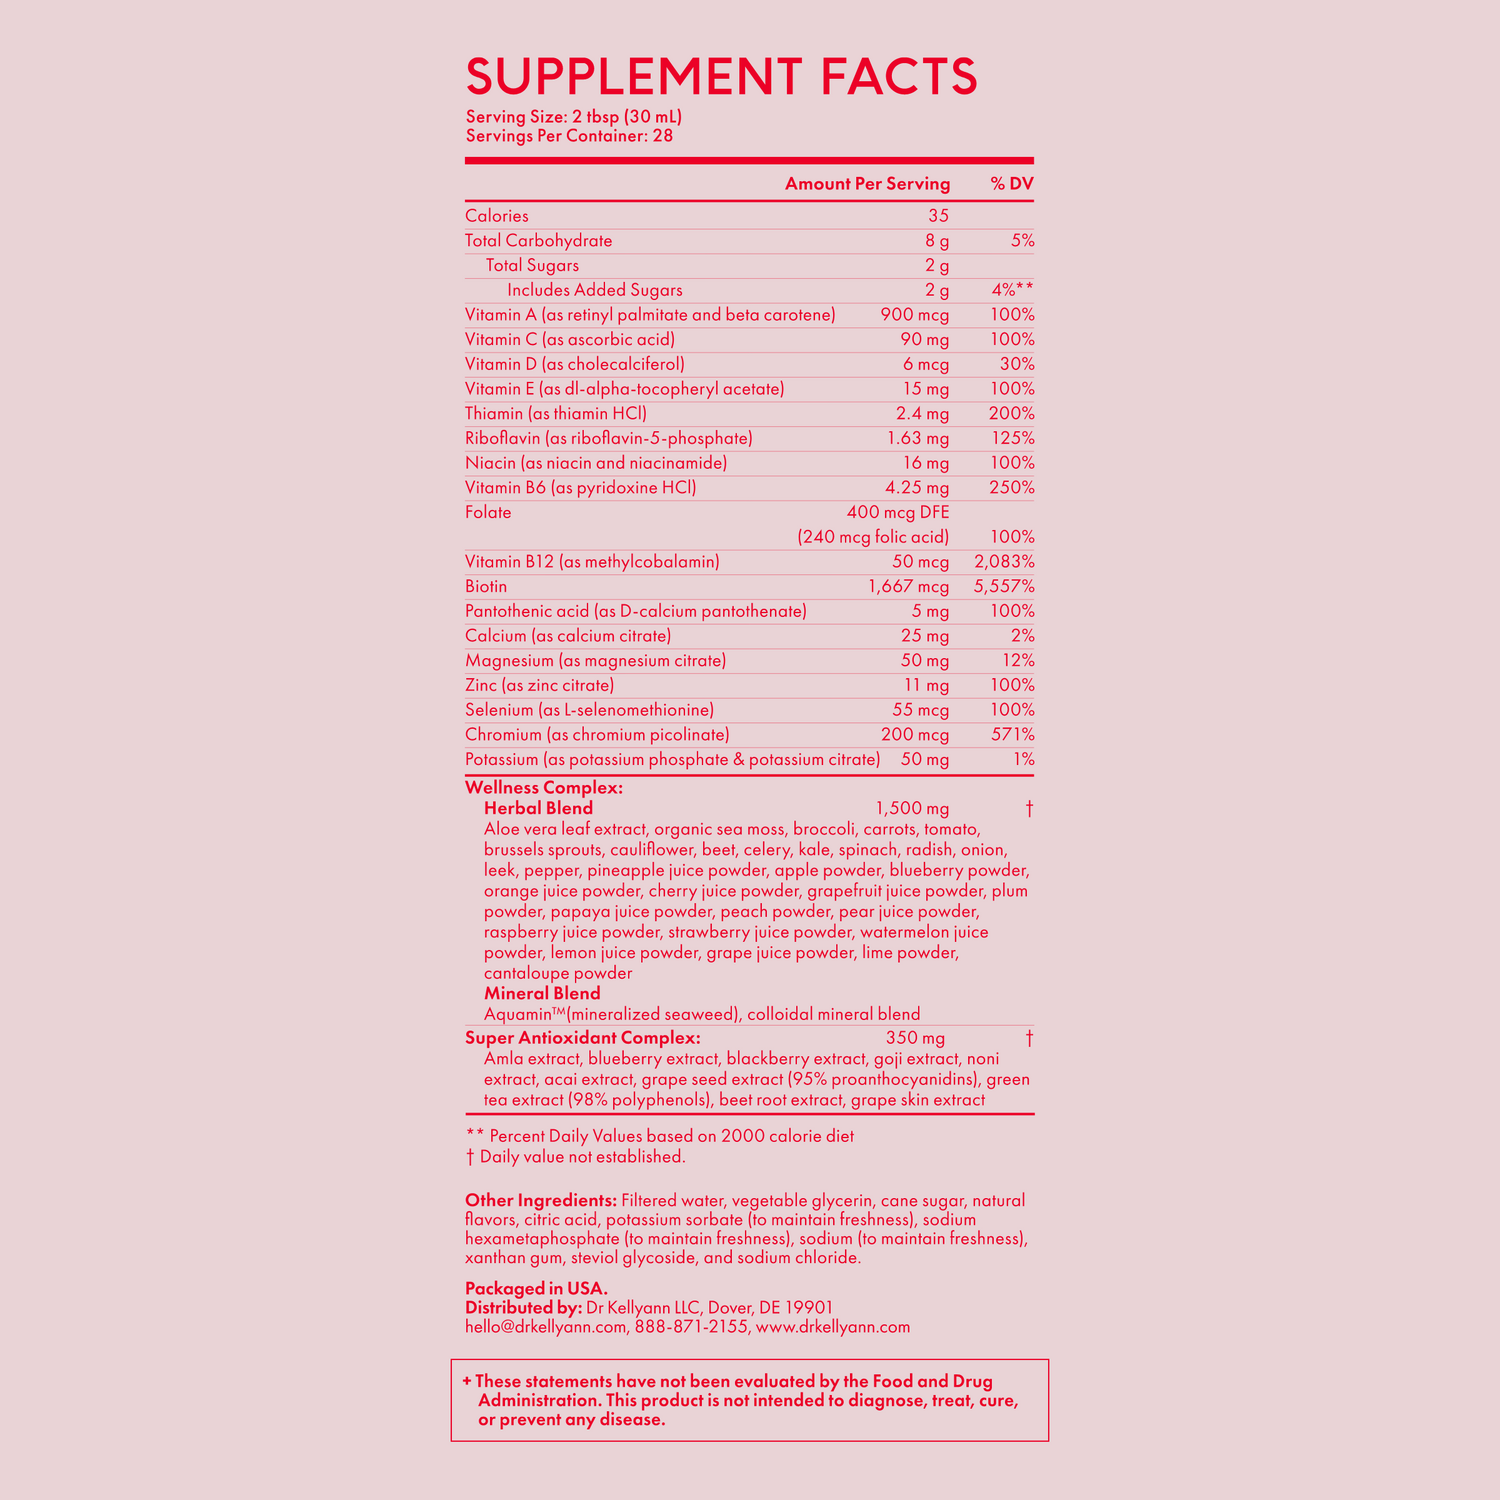 SUPPLEMENT FACTS
Serving Size: 2 tbsp (30 mL)
Servings Per Container: 28
Amount Per Serving % DV
Calories 35
Total Carbohydrate 8 g 5%
Total Sugars 2 g
Includes Added Sugars 2 g 4%**
Vitamin A (as retinyl palmitate and beta carotene) 900 mcg 100%
Vitamin C (as ascorbic acid) 90 mg 100%
Vitamin D (as cholecalciferol) 6 mcg 30%
Vitamin E (as dl-alpha-tocopheryl acetate) 15 mg 100%
Thiamin (as thiamin HCl) 2.4 mg 200%
Riboflavin (as riboflavin-5-phosphate) 1.63 mg 125%
Niacin (as niacin and niacinamide) 16 mg 100%
Vitamin B6 (as pyridoxine HCl) 4.25 mg 250%
Folate 400 mcg DFE
(240 mcg folic acid) 100%
Vitamin B12 (as methylcobalamin) 50 mcg 2,083%
Biotin 1,667 mcg 5,557%
Pantothenic acid (as D-calcium pantothenate) 5 mg 100%
Calcium (as calcium citrate) 25 mg 2%
Magnesium (as magnesium citrate) 50 mg 12%
Zinc (as zinc citrate) 11 mg 100%
Selenium (as L-selenomethionine) 55 mcg 100%
Chromium (as chromium picolinate) 200 mcg 571%
Potassium (as potassium phosphate & potassium citrate) 50 mg 1%
Wellness Complex:
Herbal Blend 1,500 mg †
Aloe vera leaf extract, organic sea moss, broccoli, carrots, tomato,
brussels sprouts, cauliflower, beet, celery, kale, spinach, radish, onion,
leek, pepper, pineapple juice powder, apple powder, blueberry powder,
orange juice powder, cherry juice powder, grapefruit juice powder, plum
powder, papaya juice powder, peach powder, pear juice powder,
raspberry juice powder, strawberry juice powder, watermelon juice
powder, lemon juice powder, grape juice powder, lime powder,
cantaloupe powder
Mineral Blend
Aquamin™(mineralized seaweed), colloidal mineral blend
Super Antioxidant Complex: 350 mg †
Amla extract, blueberry extract, blackberry extract, goji extract, noni
extract, acai extract, grape seed extract (95% proanthocyanidins), green
tea extract (98% polyphenols), beet root extract, grape skin extract
** Percent Daily Values based on 2000 calorie diet
† Daily value not established.
Other Ingredients: Filtered water, vegetable glycerin, cane sugar, natural
flavors, citric acid, potassium sorbate (to maintain freshness), sodium
hexametaphosphate (to maintain freshness), sodium (to maintain freshness),
xanthan gum, steviol glycoside, and sodium chloride.
Packaged in USA.
Distributed by: Dr Kellyann LLC, Dover, DE 19901
hello@drkellyann.com, 888-871-2155, www.drkellyann.com
+ These statements have not been evaluated by the Food and Drug
Administration. This product is not intended to diagnose, treat, cure,
or prevent any disease.